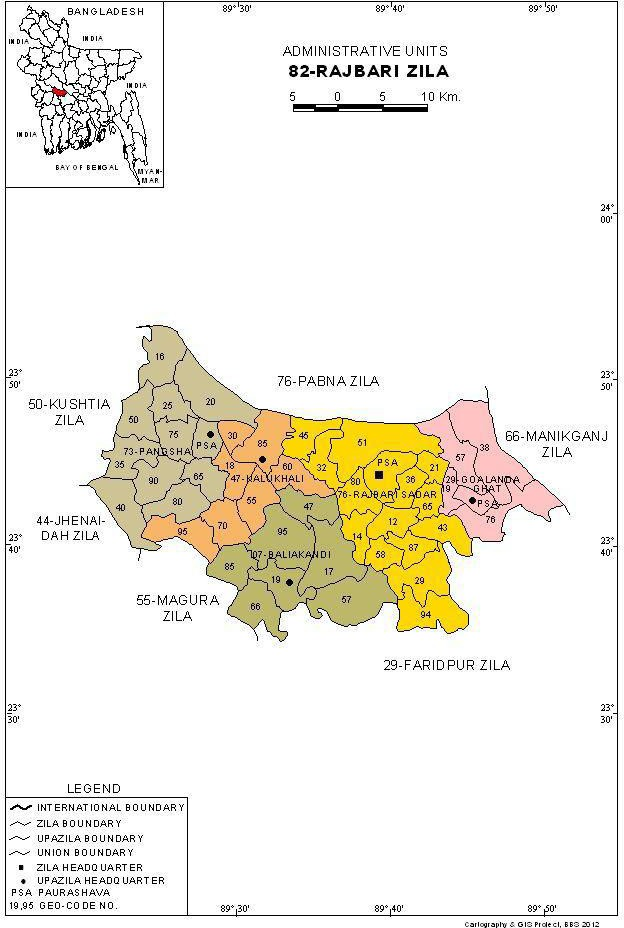 89° 30'
89° 40'
89° 50'
BANGLADESH
INDIA
INDIA
INDIA
INDIA
BAY OF BENGAL
MYAN-
MAR
ADMINISTRATIVE UNITS
82-RAJBARI ZILA
5 0 5 10 Km.
24°
00'
23°
50'
23°
50'
76-PABNA ZILA
50-KUSHTIA
ZILA
66-MANIKGANJ
ZILA
16
25
20
50
75
PSA
73-PANGSHA
35
90
65
80
40
30
85
18
60
47-KALUKHALI
55
70
95
45
51
32
PSA
80
36
21
76-RAJBARI SADAR
65
12
43
14
58
87
29
94
57
38
29-GOALANDA
GHAT
19
PSA
76
47
95
07-BALIAKANDI
85
19
17
66
57
44-JHENAI-
DAH ZILA
23°
40'
23°
40'
55-MAGURA
ZILA
29-FARIDPUR ZILA
23°
30'
23°
30'
LEGEND
INTERNATIONAL BOUNDARY
ZILA BOUNDARY
UPAZILA BOUNDARY
UNION BOUNDARY
ZILA HEADQUARTER
UPAZILA HEADQUARTER
PSA PAURASHAVA
19,95 GEO-CODE NO.
89° 30'
89° 40'
89° 50'
Cartography & GIS Project, BBS 2012